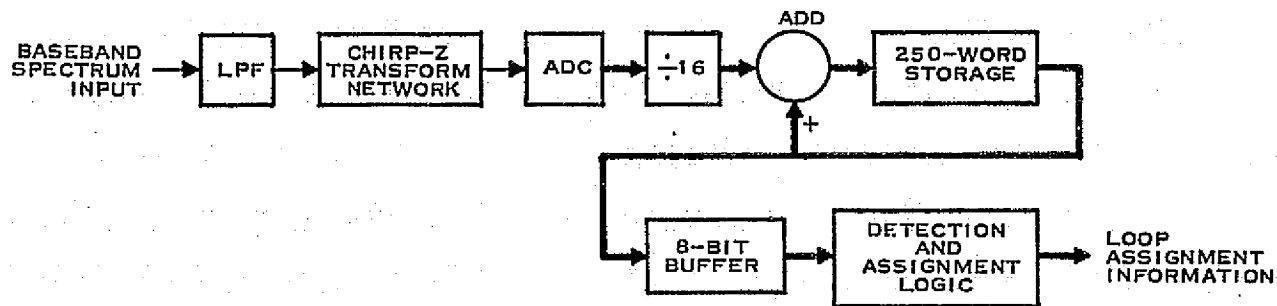 BASEBAND
SPECTRUM
INPUT
LPF
CHIRP-Z
TRANSFORM
NETWORK
ADC
÷16
ADD
+
250-WORD
STORAGE
8-BIT
BUFFER
DETECTION
AND
ASSIGNMENT
LOGIC
LOOP
ASSIGNMENT
INFORMATION